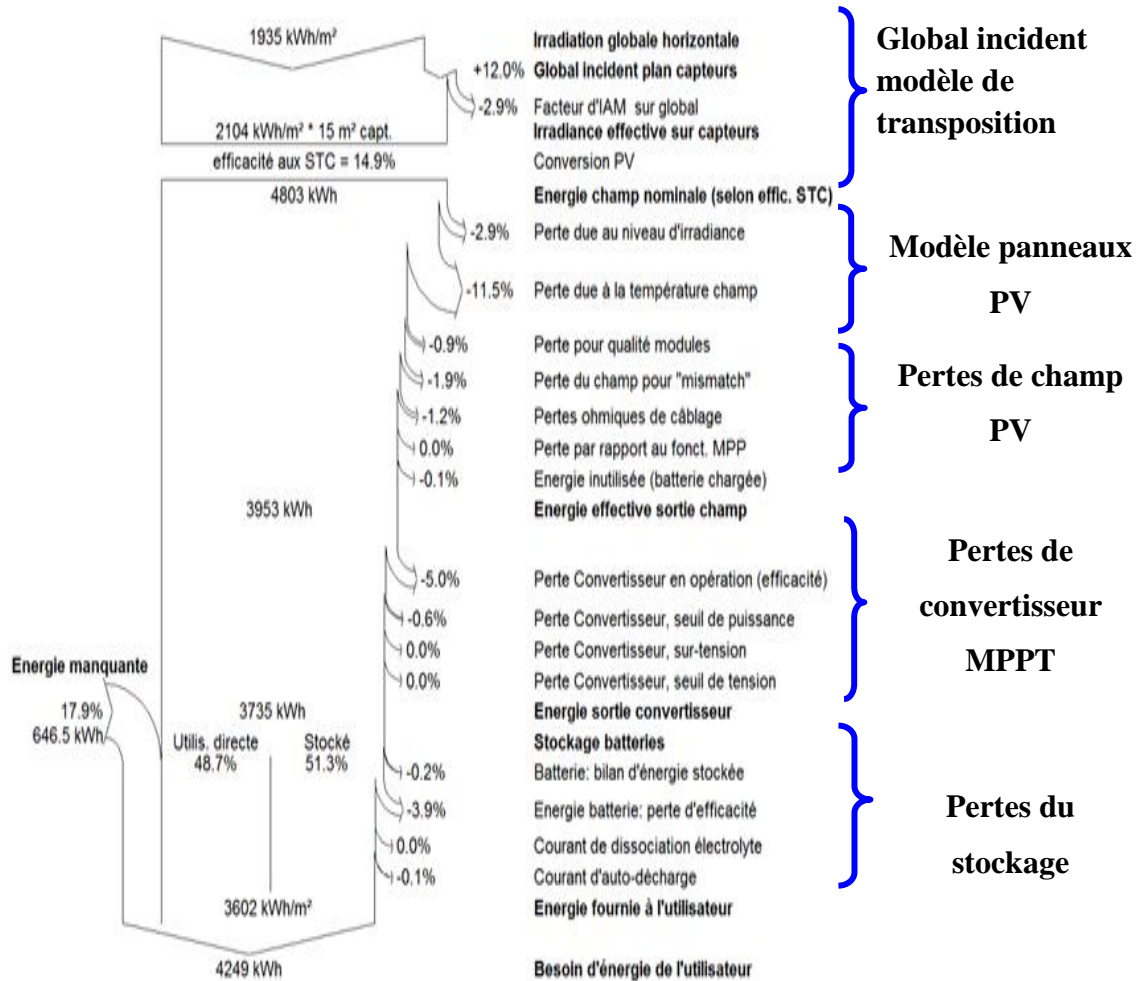 1935 kWh/m²
Irradiation globale horizontale
+12.0% Global incident plan capteurs
-2.9% Facteur d'IAM sur global
2104 kWh/m² * 15 m² capt.
Irradiance effective sur capteurs
efficacité aux STC = 14.9%
Conversion PV
4803 kWh
Energie champ nominale (selon effic. STC)
-2.9% Perte due au niveau d'irradiance
-11.5% Perte due à la température champ
-0.9% Perte pour qualité modules
-1.9% Perte du champ pour "mismatch"
-1.2% Pertes ohmiques de câblage
0.0% Perte par rapport au fonct. MPP
-0.1% Energie inutilisée (batterie chargée)
3953 kWh
Energie effective sortie champ
-5.0% Perte Convertisseur en opération (efficacité)
-0.6% Perte Convertisseur, seuil de puissance
0.0% Perte Convertisseur, sur-tension
0.0% Perte Convertisseur, seuil de tension
Energie manquante
17.9%
646.5 kWh
3735 kWh
Energie sortie convertisseur
Utilis. directe
48.7%
Stocké
51.3%
Stockage batteries
-0.2% Batterie: bilan d'énergie stockée
-3.9% Energie batterie: perte d'efficacité
0.0% Courant de dissociation électrolyte
-0.1% Courant d'auto-décharge
3602 kWh/m²
Energie fournie à l'utilisateur
4249 kWh
Besoin d'énergie de l'utilisateur
Global incident
modèle de
transposition
Modèle panneaux
PV
Pertes de champ
PV
Pertes de
convertisseur
MPPT
Pertes du
stockage